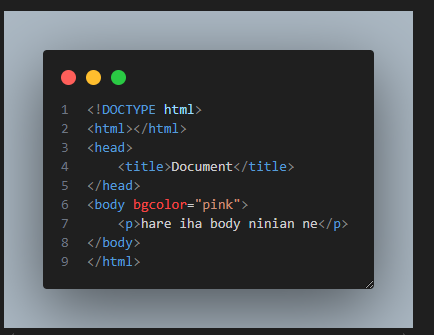 1 <!DOCTYPE html>
2 <html></html>
3 <head>
4     <title>Document</title>
5 </head>
6 <body bgcolor="pink">
7     <p>hare iha body ninian ne</p>
8 </body>
9 </html>